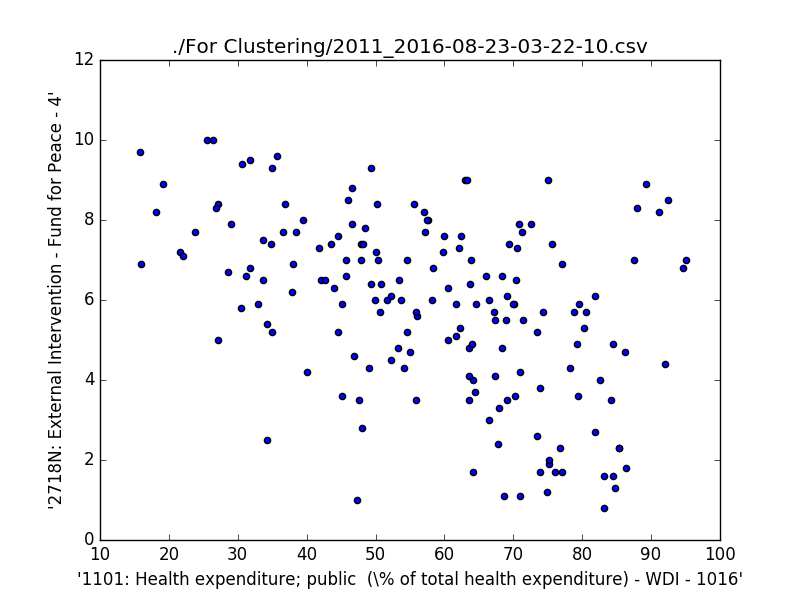 ./For Clustering/2011_2016-08-23-03-22-10.csv
12
10
8
6
4
2
0
'2718N: External Intervention - Fund for Peace - 4'
10 20 30 40 50 60 70 80 90 100
'1101: Health expenditure; public  (\% of total health expenditure) - WDI - 1016'